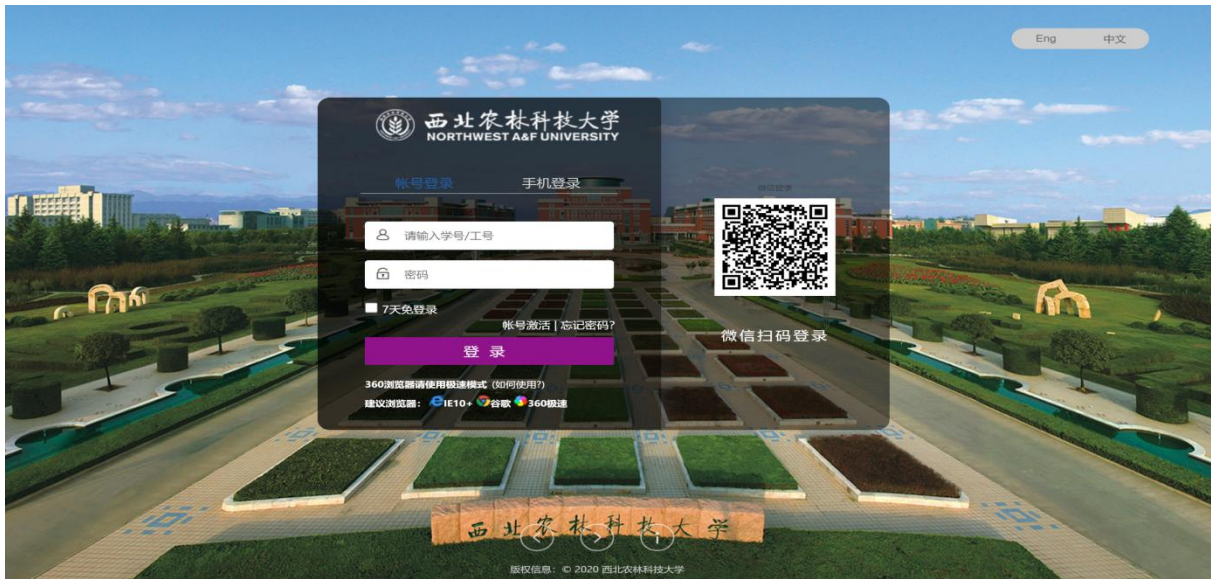 Eng 中文
西北农林科技大学
NORTHWEST A&F UNIVERSITY
帐号登录 手机登录
请输入学号/工号
密码
7天免登录
帐号激活 | 忘记密码?
登 录
360浏览器请使用极速模式 (如何使用?)
建议浏览器: IE10+ 谷歌 360极速
微信登录
微信扫码登录
西北农林科技大学
版权信息: © 2020 西北农林科技大学